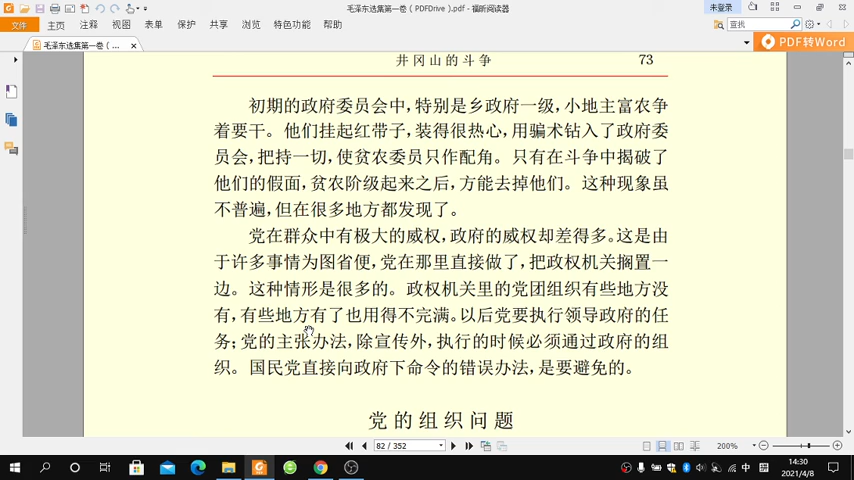 毛泽东选集第一卷 ( PDFDrive ).pdf - 福昕阅读器
未登录
文件 主页 注释 视图 表单 保护 共享 浏览 特色功能 帮助
查找
毛泽东选集第一卷 ( ...
PDF转Word
井冈山的斗争 73
初期的政府委员会中，特别是乡政府一级，小地主富农争
着要干。他们挂起红带子，装得很热心，用骗术钻入了政府委
员会，把持一切，使贫农委员只作配角。只有在斗争中揭破了
他们的假面，贫农阶级起来之后，方能去掉他们。这种现象虽
不普遍，但在很多地方都发现了。
党在群众中有极大的威权，政府的威权却差得多。这是由
于许多事情为图省便，党在那里直接做了，把政权机关搁置一
边。这种情形是很多的。政权机关里的党团组织有些地方没
有，有些地方有了也用得不完满。以后党要执行领导政府的任
务；党的主张办法，除宣传外，执行的时候必须通过政府的组
织。国民党直接向政府下命令的错误办法，是要避免的。
党的组织问题
82 / 352
200%
中
14:30
2021/4/8